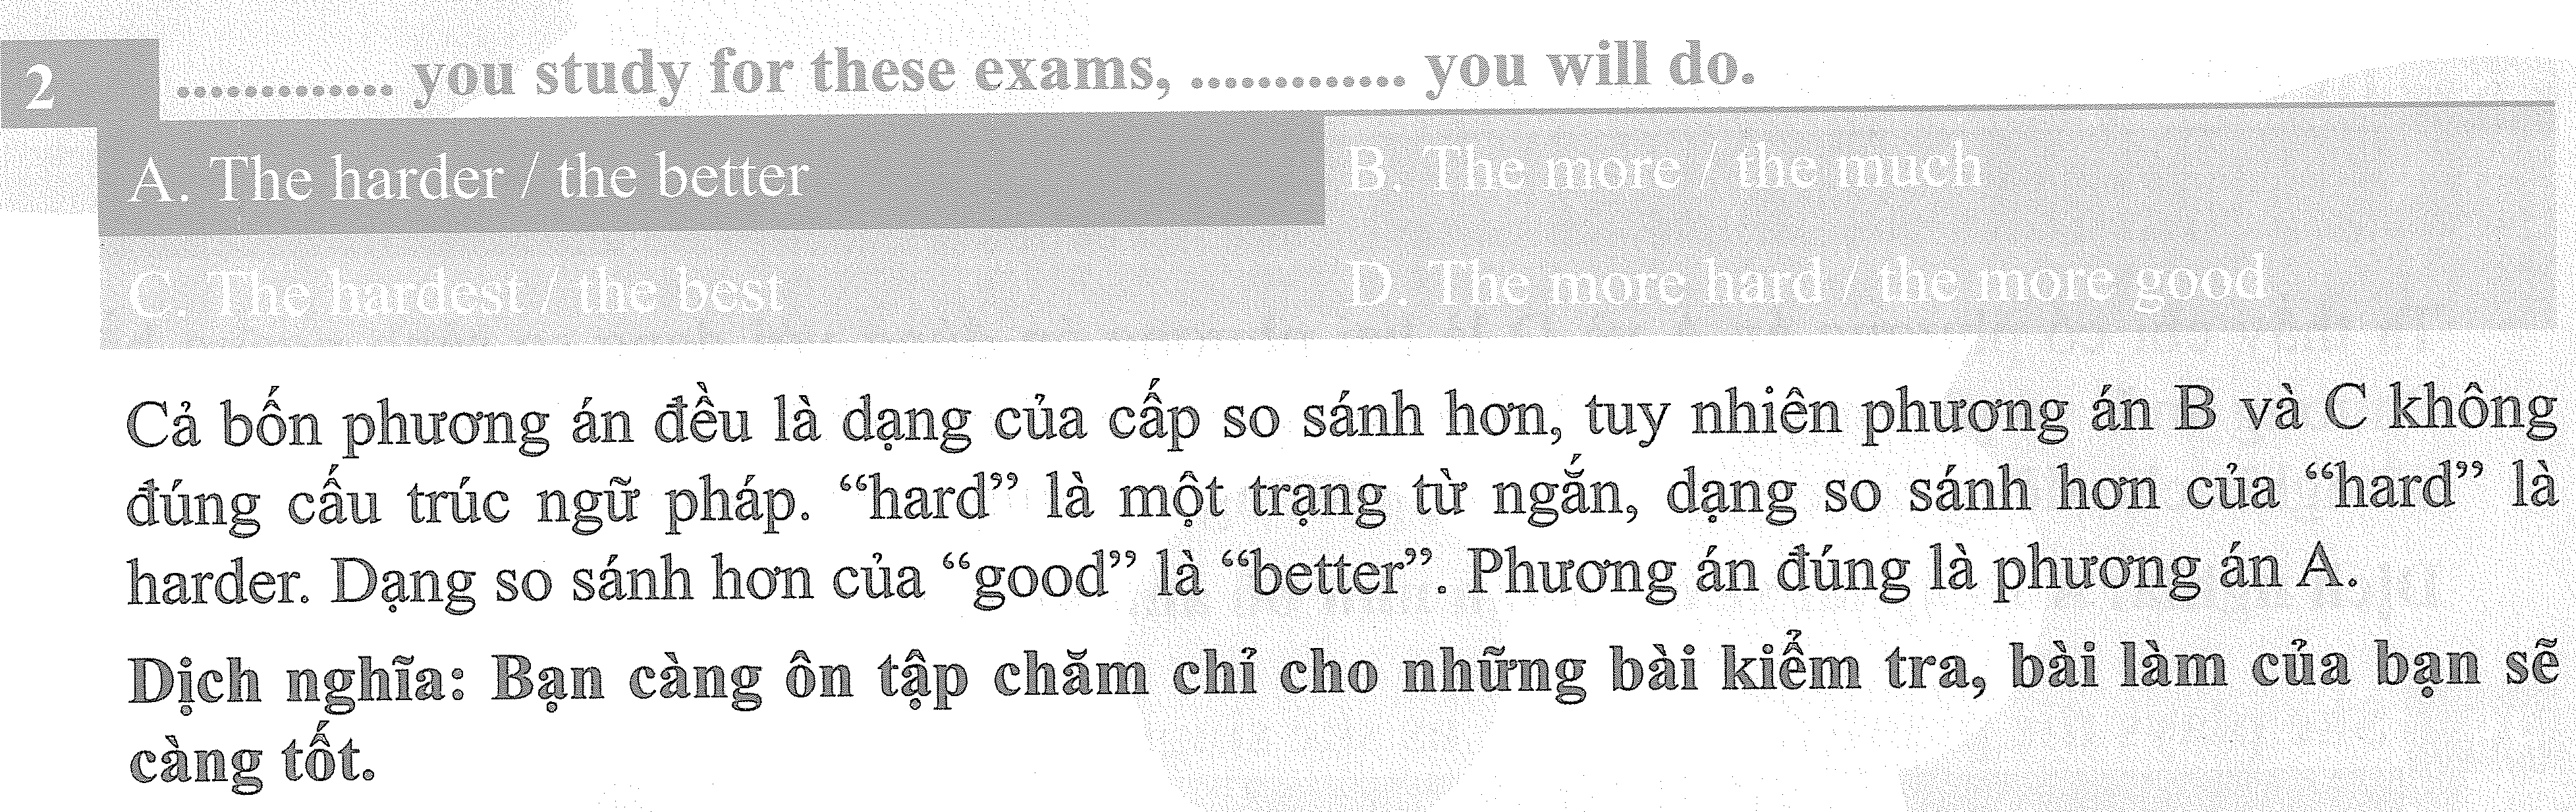 2 ............. you study for these exams, ............. you will do.
A. The harder / the better B. The more / the much
C. The hardest / the best D. The more hard / the more good
Cả bốn phương án đều là dạng của cấp so sánh hơn, tuy nhiên phương án B và C không
đúng cấu trúc ngữ pháp. “hard” là một trạng từ ngắn, dạng so sánh hơn của “hard” là
harder. Dạng so sánh hơn của “good” là “better”. Phương án đúng là phương án A.
Dịch nghĩa: Bạn càng ôn tập chăm chỉ cho những bài kiểm tra, bài làm của bạn sẽ
càng tốt.